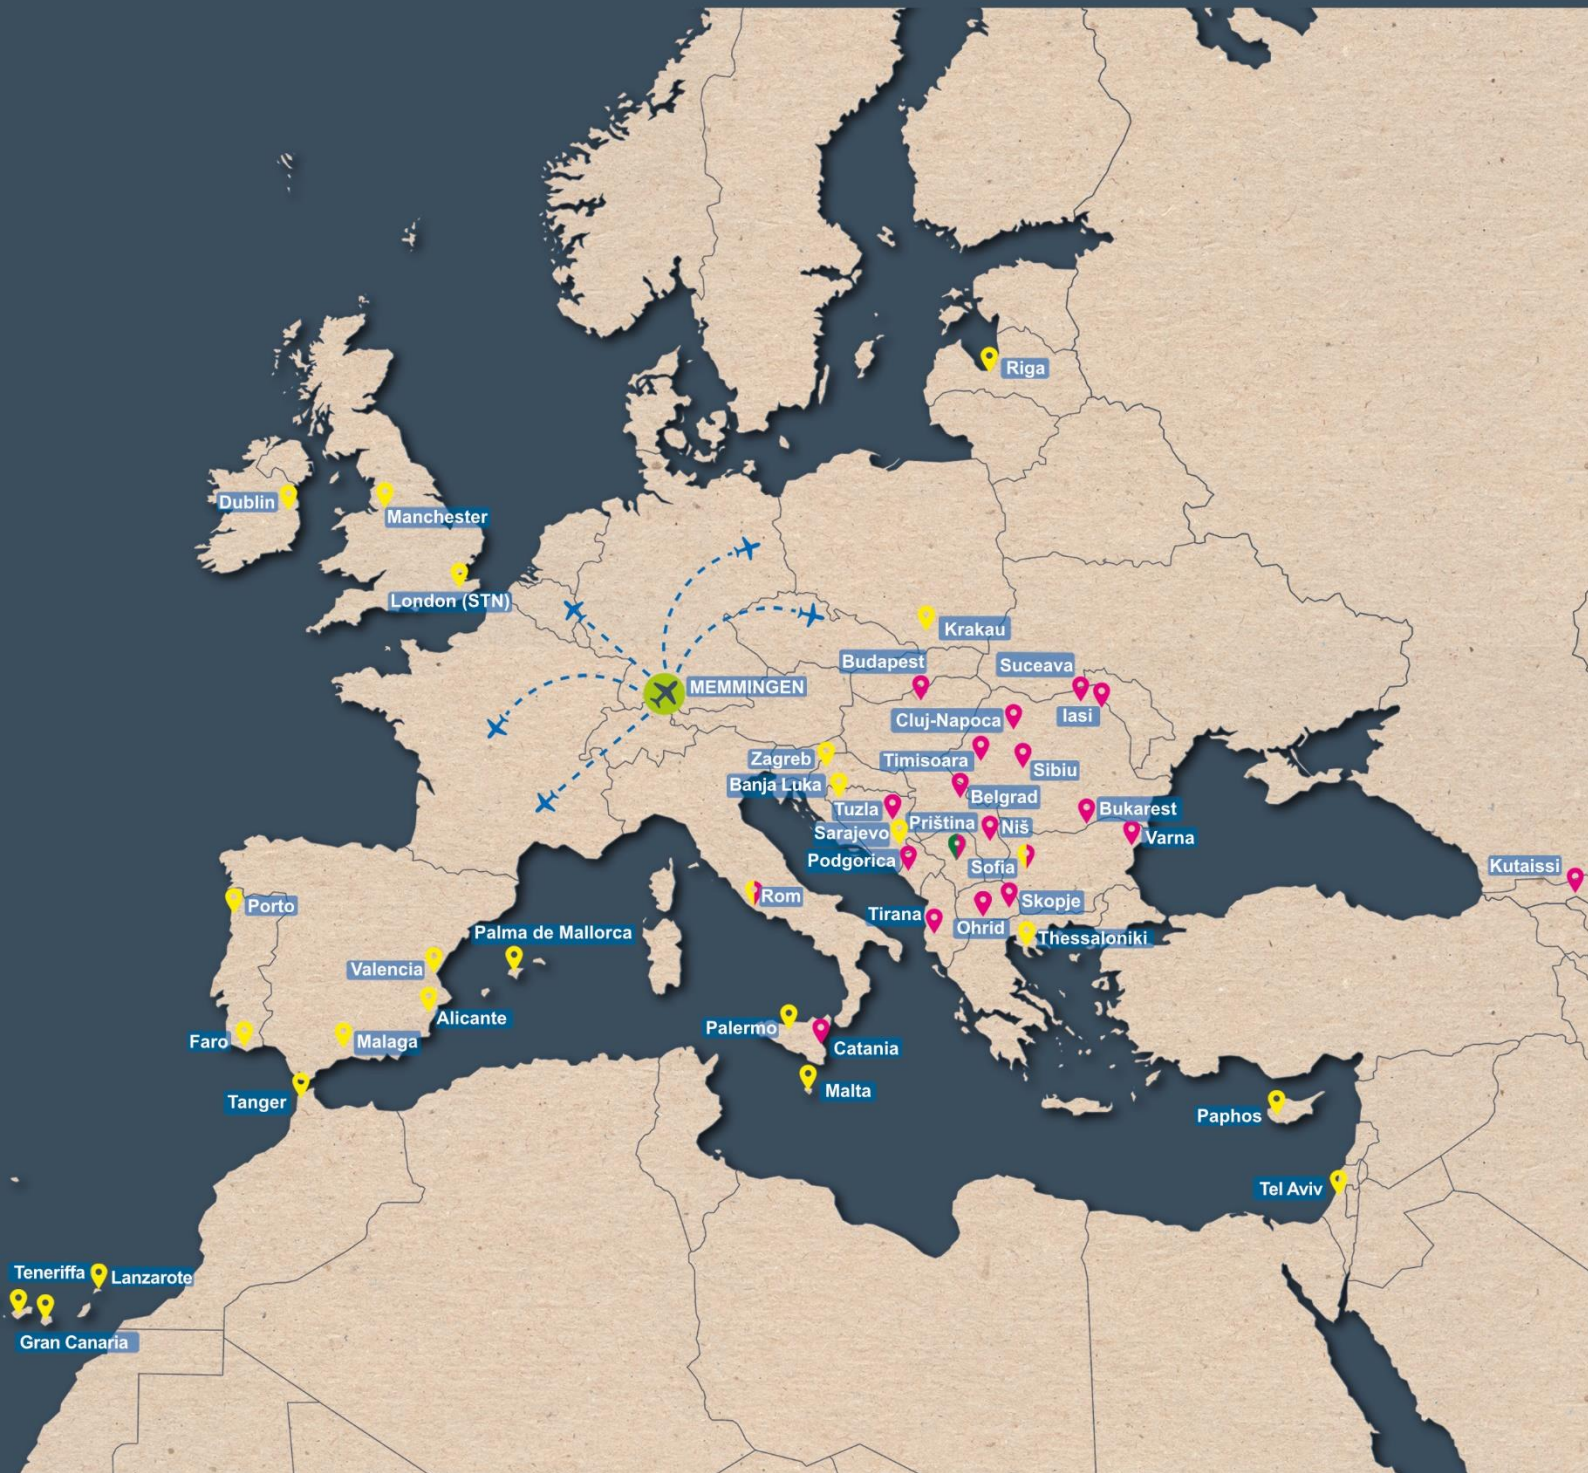 Riga
Dublin
Manchester
London (STN)
Krakau
Budapest
Suceava
MEMMINGEN
Cluj-Napoca
Iasi
Zagreb
Timisoara
Sibiu
Banja Luka
Belgrad
Tuzla
Bukarest
Priština
Niš
Sarajevo
Varna
Podgorica
Sofia
Kutaissi
Rom
Skopje
Porto
Tirana
Ohrid
Palma de Mallorca
Thessaloniki
Valencia
Alicante
Palermo
Faro
Malaga
Catania
Malta
Tanger
Paphos
Tel Aviv
Teneriffa
Lanzarote
Gran Canaria